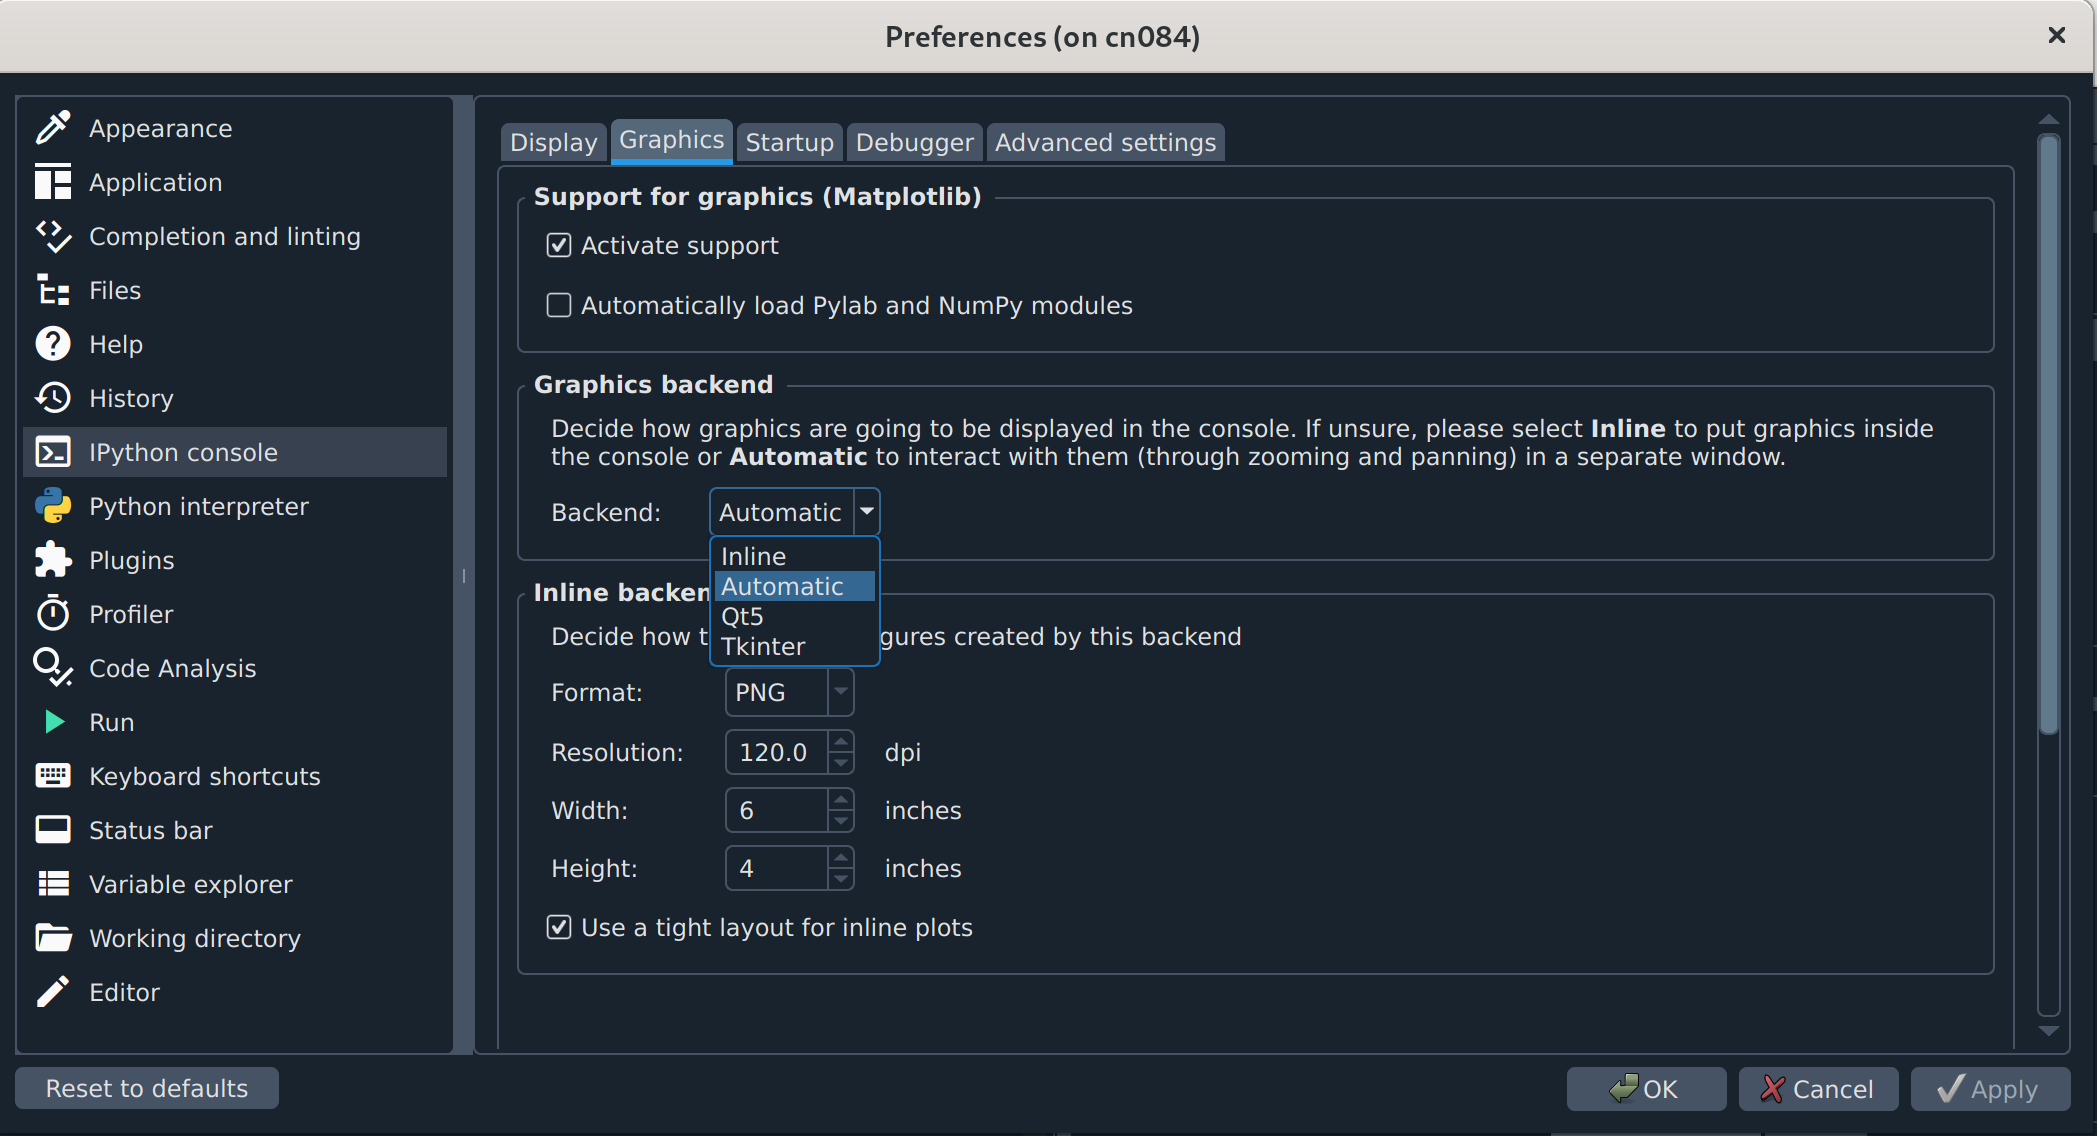 Preferences (on cn084)
Appearance
Application
Completion and linting
Files
Help
History
IPython console
Python interpreter
Plugins
Profiler
Code Analysis
Run
Keyboard shortcuts
Status bar
Variable explorer
Working directory
Editor
Display Graphics Startup Debugger Advanced settings
Support for graphics (Matplotlib)
Activate support
Automatically load Pylab and NumPy modules
Graphics backend
Decide how graphics are going to be displayed in the console. If unsure, please select Inline to put graphics inside
the console or Automatic to interact with them (through zooming and panning) in a separate window.
Backend: Automatic
Inline
Automatic
Qt5
Tkinter
Inline backen
Decide how t gures created by this backend
Format: PNG
Resolution: 120.0 dpi
Width: 6 inches
Height: 4 inches
Use a tight layout for inline plots
Reset to defaults
OK Cancel Apply